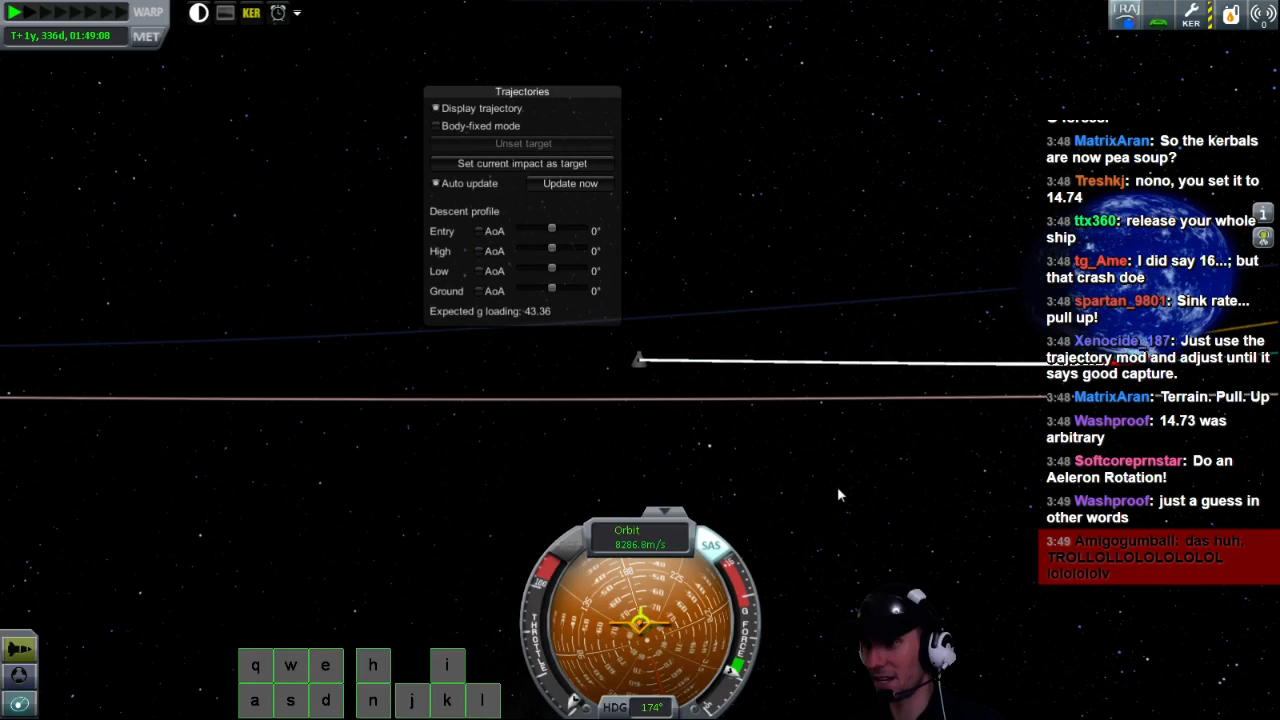 WARP
T+ 1y, 336d, 01:49:08
MET
KER
TRAJ
KER
0
Trajectories
Display trajectory
Body-fixed mode
Unset target
Set current impact as target
Auto update
Update now
Descent profile
Entry AoA 0°
High AoA 0°
Low AoA 0°
Ground AoA 0°
Expected g loading: 43.36
3:48 MatrixAran: So the kerbals
are now pea soup?
3:48 Treshkj: nono, you set it to
14.74
3:48 ttx360: release your whole
ship
3:48 tg_Ame: I did say 16...; but
that crash doe
3:48 spartan_9801: Sink rate...
pull up!
3:48 Xenocide_187: Just use the
trajectory mod and adjust until it
says good capture.
3:48 MatrixAran: Terrain. Pull. Up
3:48 Washproof: 14.73 was
arbitrary
3:48 Softcoreprnstar: Do an
Aeleron Rotation!
3:49 Washproof: just a guess in
other words
3:49 Amigogumball: das huh,
TROLLOLLOLOLOLOLOL
lolololofv
Orbit
8286.8m/s
SAS
THROTTLE
G FORCE
HDG 174°
q w e h i
a s d n j k l